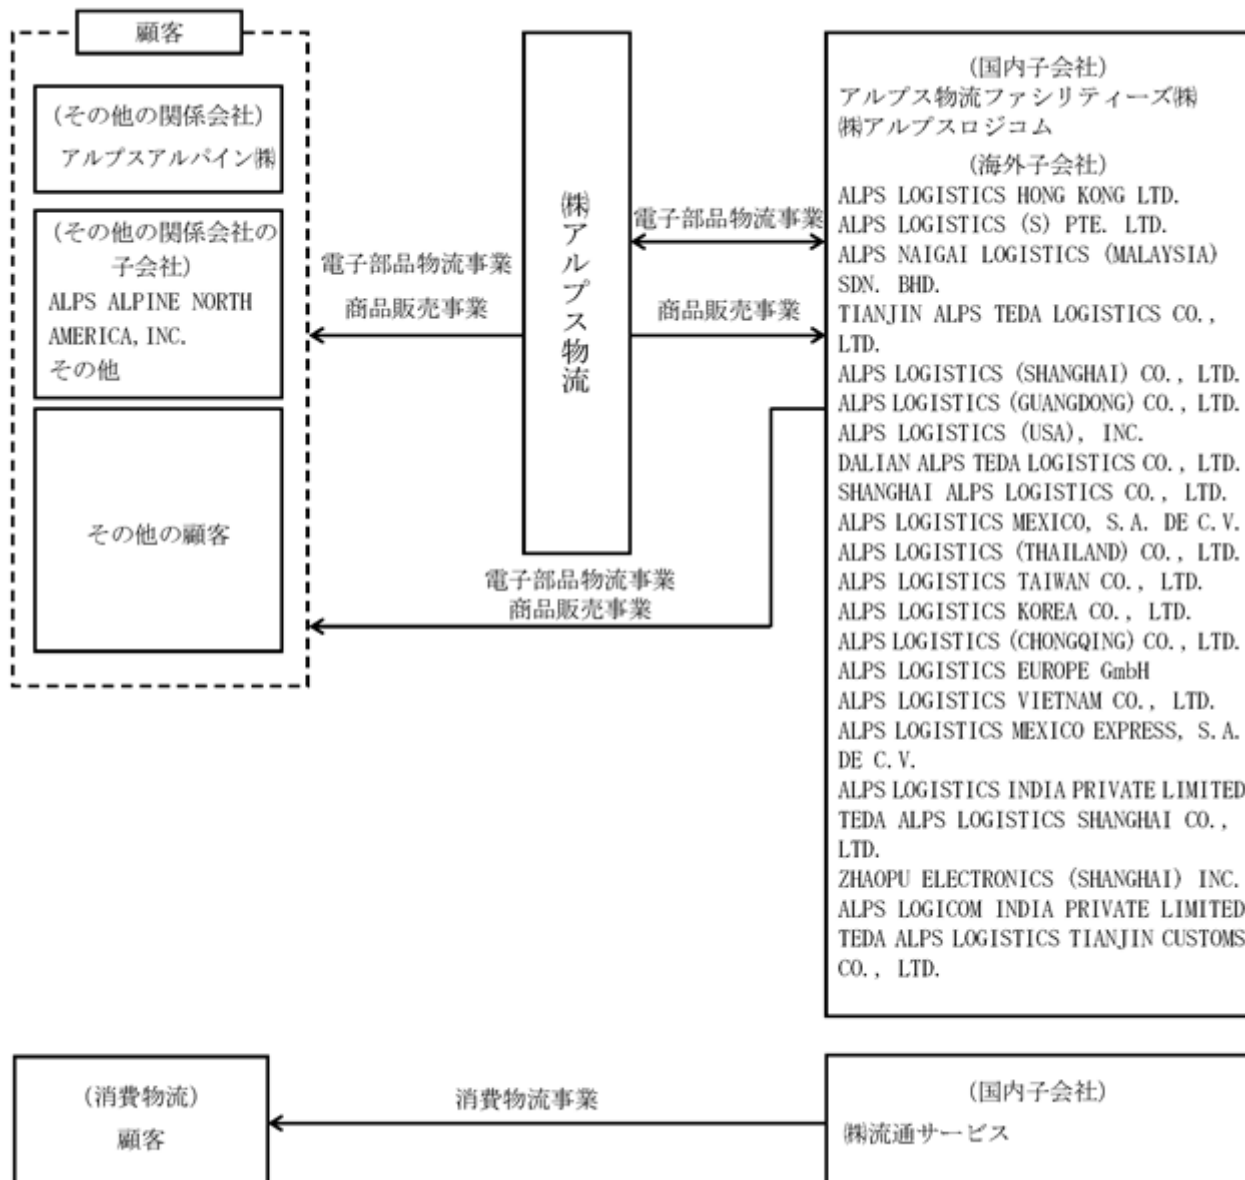 顧客
(その他の関係会社)
アルプスアルパイン㈱
(その他の関係会社の
子会社)
ALPS ALPINE NORTH
AMERICA, INC.
その他
その他の顧客
電子部品物流事業
商品販売事業
㈱アルプス物流
電子部品物流事業
商品販売事業
電子部品物流事業
商品販売事業
(国内子会社)
アルプス物流ファシリティーズ㈱
㈱アルプスロジコム
(海外子会社)
ALPS LOGISTICS HONG KONG LTD.
ALPS LOGISTICS (S) PTE. LTD.
ALPS NAIGAI LOGISTICS (MALAYSIA)
SDN. BHD.
TIANJIN ALPS TEDA LOGISTICS CO.,
LTD.
ALPS LOGISTICS (SHANGHAI) CO., LTD.
ALPS LOGISTICS (GUANGDONG) CO., LTD.
ALPS LOGISTICS (USA), INC.
DALIAN ALPS TEDA LOGISTICS CO., LTD.
SHANGHAI ALPS LOGISTICS CO., LTD.
ALPS LOGISTICS MEXICO, S.A. DE C.V.
ALPS LOGISTICS (THAILAND) CO., LTD.
ALPS LOGISTICS TAIWAN CO., LTD.
ALPS LOGISTICS KOREA CO., LTD.
ALPS LOGISTICS (CHONGQING) CO., LTD.
ALPS LOGISTICS EUROPE GmbH
ALPS LOGISTICS VIETNAM CO., LTD.
ALPS LOGISTICS MEXICO EXPRESS, S.A.
DE C.V.
ALPS LOGISTICS INDIA PRIVATE LIMITED
TEDA ALPS LOGISTICS SHANGHAI CO.,
LTD.
ZHAOPU ELECTRONICS (SHANGHAI) INC.
ALPS LOGICOM INDIA PRIVATE LIMITED
TEDA ALPS LOGISTICS TIANJIN CUSTOMS
CO., LTD.
(消費物流)
顧客
消費物流事業
(国内子会社)
㈱流通サービス